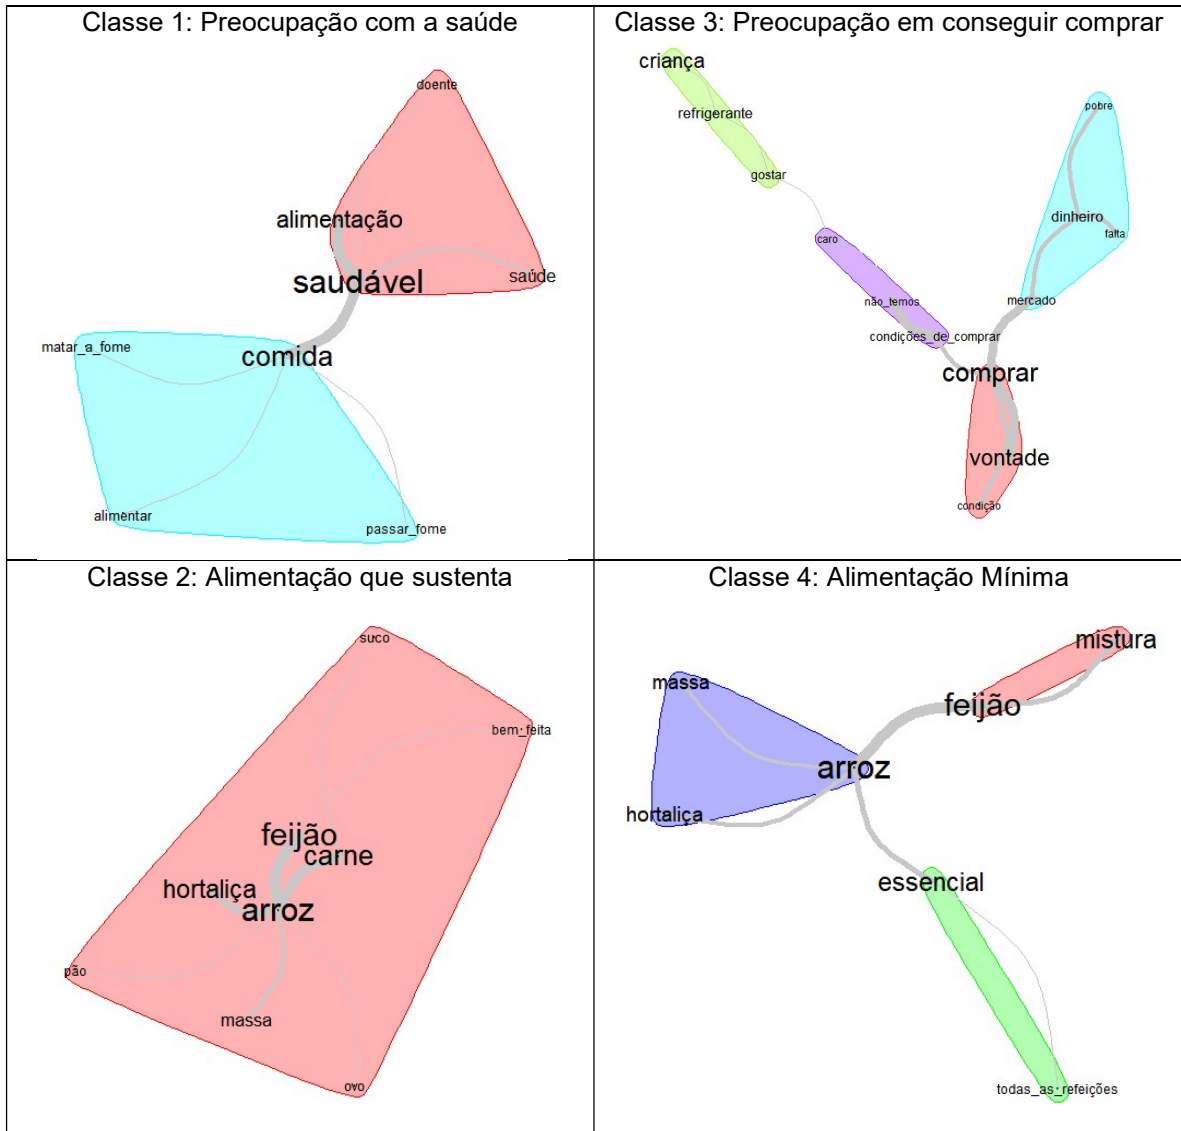 Classe 1: Preocupação com a saúde
doente
alimentação
saudável
saúde
matar_a_fome
comida
alimentar
passar_fome
Classe 3: Preocupação em conseguir comprar
criança
refrigerante
pobre
gostar
dinheiro
falta
caro
não_temos
mercado
condições_de_comprar
comprar
vontade
condição
Classe 2: Alimentação que sustenta
suco
bem_feita
feijão
carne
hortaliça
arroz
pão
massa
ovo
Classe 4: Alimentação Mínima
mistura
massa
feijão
arroz
hortaliça
essencial
todas_as_refeições